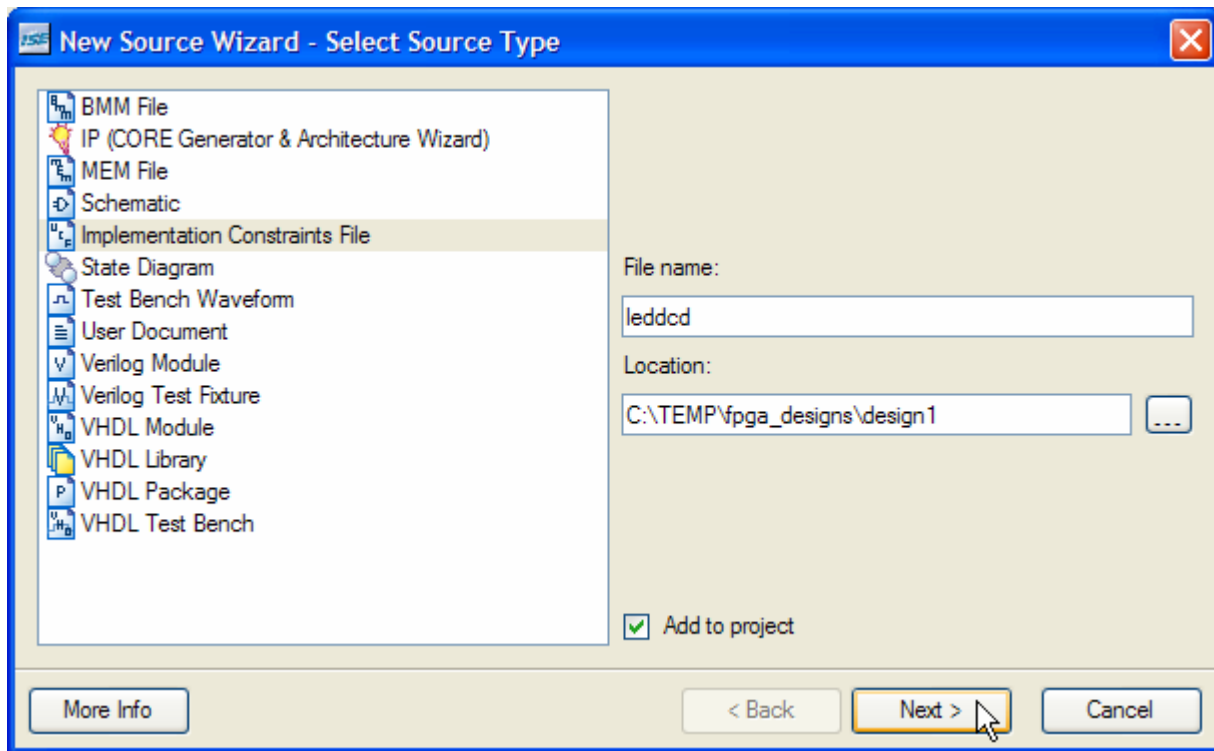 ISE New Source Wizard - Select Source Type
BMM File
IP (CORE Generator & Architecture Wizard)
MEM File
Schematic
Implementation Constraints File
State Diagram
Test Bench Waveform
User Document
Verilog Module
Verilog Test Fixture
VHDL Module
VHDL Library
VHDL Package
VHDL Test Bench
File name:
leddcd
Location:
C:\TEMP\fpga_designs\design1
...
Add to project
More Info
< Back
Next >
Cancel